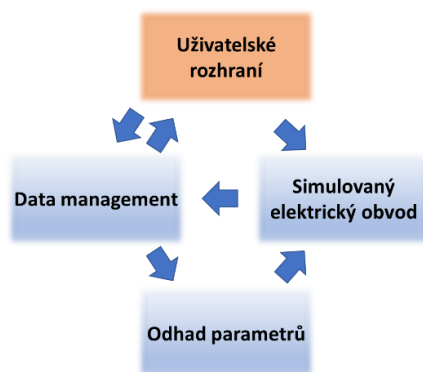 Uživatelské
rozhraní
Data management
Simulovaný
elektrický obvod
Odhad parametrů